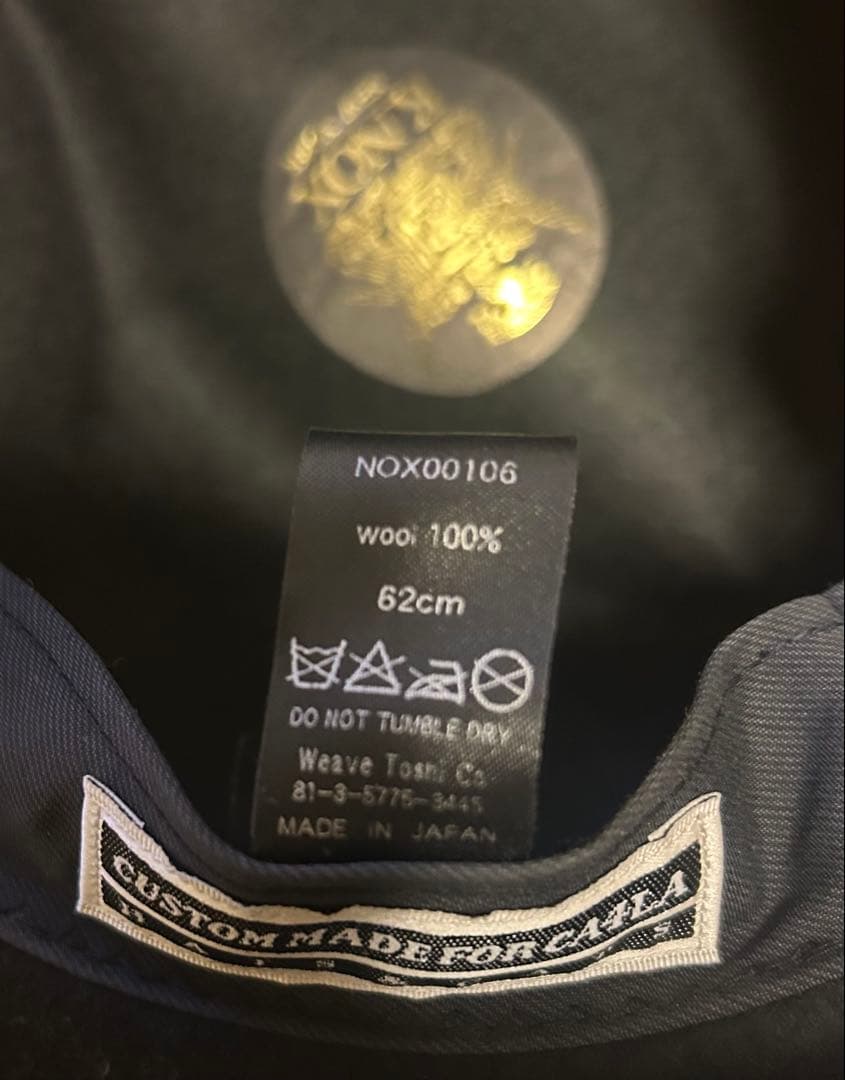 NOX00106
wool 100%
62cm
DO NOT TUMBLE DRY
Weave Toshi Co
81-3-5775-3445
MADE IN JAPAN
CUSTOM MADE FOR CA4LA